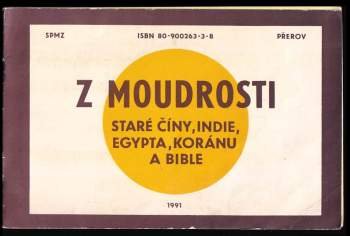 SPMZ ISBN 80-900263-3-8 PŘEROV
Z MOUDROSTI
STARÉ ČÍNY, INDIE,
EGYPTA, KORÁNU
A BIBLE
1991